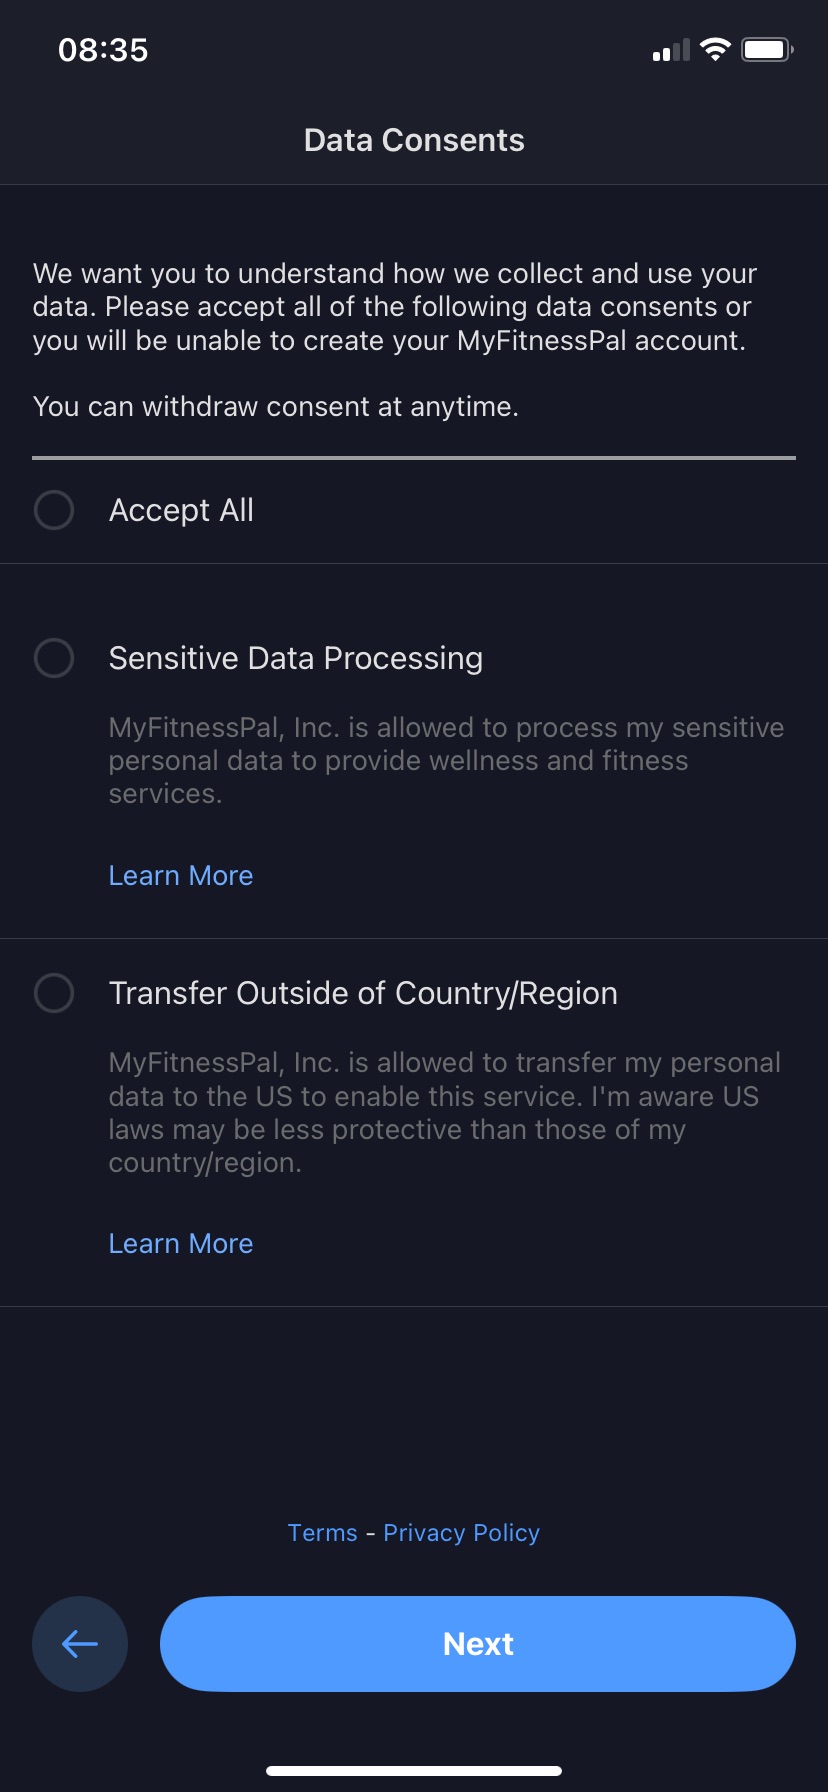 08:35
Data Consents
We want you to understand how we collect and use your
data. Please accept all of the following data consents or
you will be unable to create your MyFitnessPal account.
You can withdraw consent at anytime.
Accept All
Sensitive Data Processing
MyFitnessPal, Inc. is allowed to process my sensitive
personal data to provide wellness and fitness
services.
Learn More
Transfer Outside of Country/Region
MyFitnessPal, Inc. is allowed to transfer my personal
data to the US to enable this service. I'm aware US
laws may be less protective than those of my
country/region.
Learn More
Terms - Privacy Policy
Next